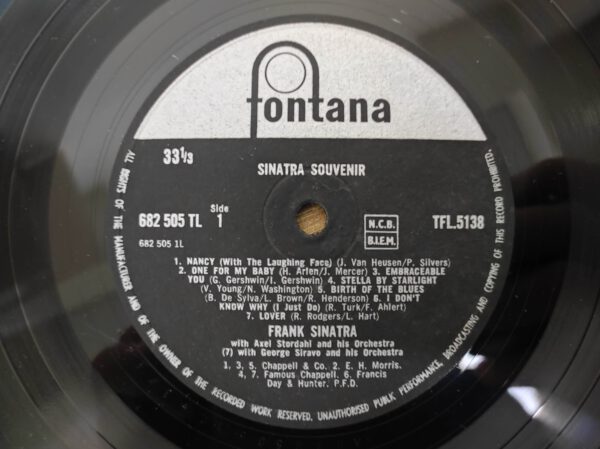 fontana
33⅓
SINATRA SOUVENIR
682 505 TL
Side
1
N.C.B.
B.I.E.M.
TFL.5138
682 505 1L
1. NANCY (With The Laughing Face) (J. Van Heusen/P. Silvers)
2. ONE FOR MY BABY (H. Arlen/J. Mercer) 3. EMBRACEABLE
YOU (G. Gershwin/I. Gershwin) 4. STELLA BY STARLIGHT
(V. Young/N. Washington) 5. BIRTH OF THE BLUES
(B. De Sylva/L. Brown/R. Henderson) 6. I DON'T
KNOW WHY (I Just Do) (R. Turk/F. Ahlert)
7. LOVER (R. Rodgers/L. Hart)
FRANK SINATRA
with Axel Stordahl and his Orchestra
(7) with George Siravo and his Orchestra
1, 3, 5. Chappell & Co. 2. E. H. Morris.
4, 7. Famous Chappell. 6. Francis
Day & Hunter. P.F.D.
ALL RIGHTS OF THE MANUFACTURER AND OF THE OWNER OF THE RECORDED WORK RESERVED. UNAUTHORISED PUBLIC PERFORMANCE, BROADCASTING AND COPYING OF THIS RECORD PROHIBITED.